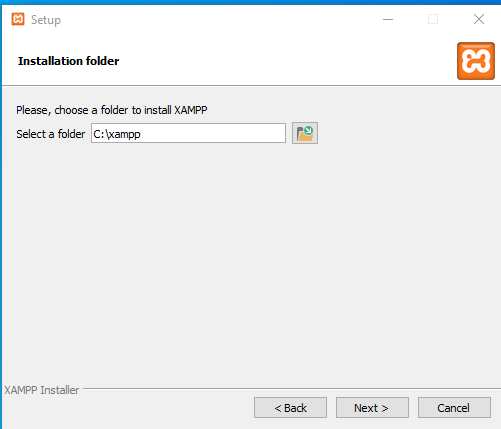 Setup
Installation folder
Please, choose a folder to install XAMPP
Select a folder C:\xampp
XAMPP Installer
< Back Next > Cancel